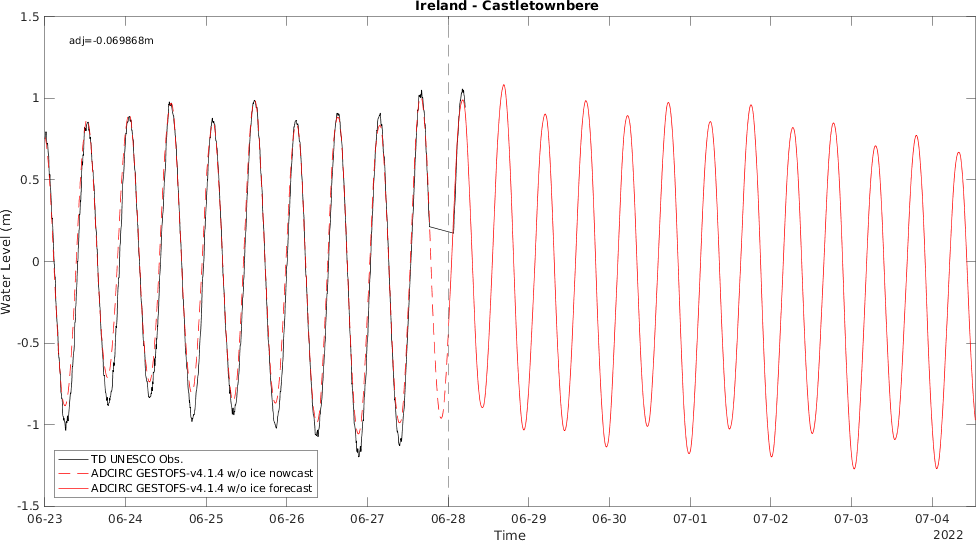 Ireland - Castletownbere
adj=-0.069868m
1.5
1
0.5
0
-0.5
-1
-1.5
Water Level (m)
TD UNESCO Obs.
ADCIRC GESTOFS-v4.1.4 w/o ice nowcast
ADCIRC GESTOFS-v4.1.4 w/o ice forecast
06-23 06-24 06-25 06-26 06-27 06-28 06-29 06-30 07-01 07-02 07-03 07-04
Time
2022